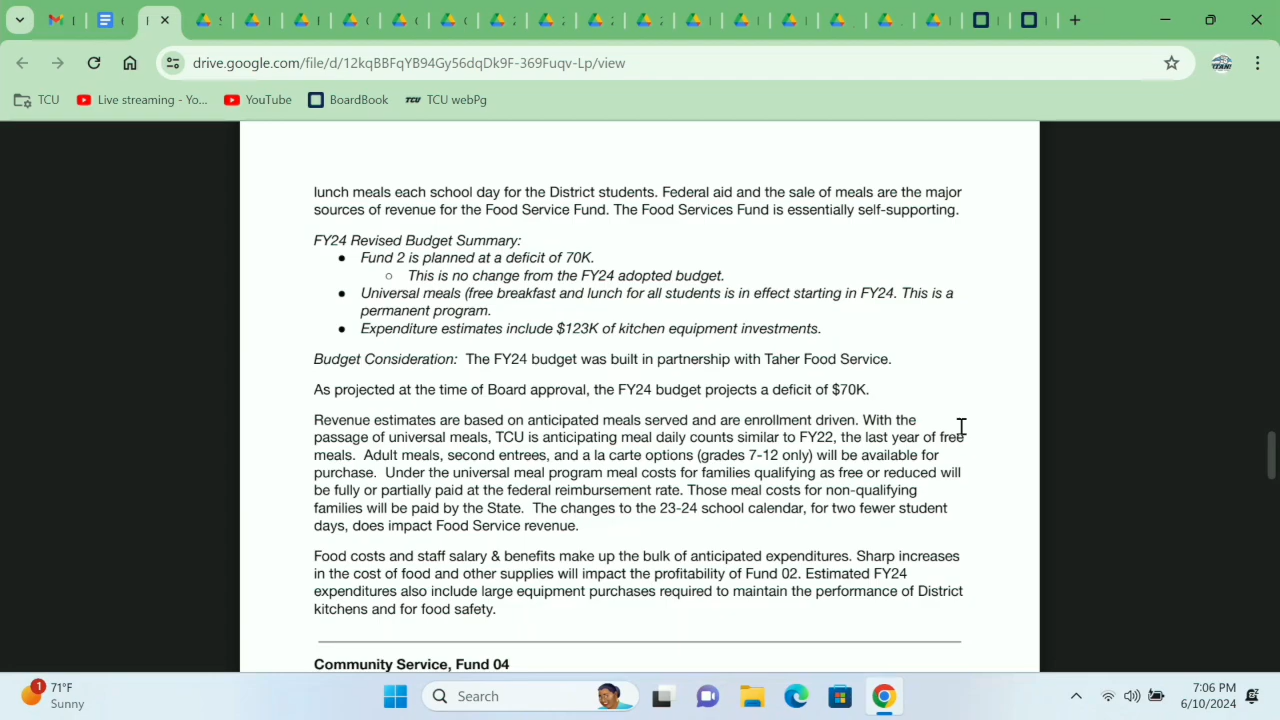 drive.google.com/file/d/12kqBBFqYB94Gy56dqDk9F-369Fuqv-Lp/view
TCU
Live streaming - Yo...
YouTube
BoardBook
TCU webPg
lunch meals each school day for the District students. Federal aid and the sale of meals are the major
sources of revenue for the Food Service Fund. The Food Services Fund is essentially self-supporting.
FY24 Revised Budget Summary:
● Fund 2 is planned at a deficit of 70K.
○ This is no change from the FY24 adopted budget.
● Universal meals (free breakfast and lunch for all students is in effect starting in FY24. This is a
permanent program.
● Expenditure estimates include $123K of kitchen equipment investments.
Budget Consideration: The FY24 budget was built in partnership with Taher Food Service.
As projected at the time of Board approval, the FY24 budget projects a deficit of $70K.
Revenue estimates are based on anticipated meals served and are enrollment driven. With the
passage of universal meals, TCU is anticipating meal daily counts similar to FY22, the last year of free
meals. Adult meals, second entrees, and a la carte options (grades 7-12 only) will be available for
purchase. Under the universal meal program meal costs for families qualifying as free or reduced will
be fully or partially paid at the federal reimbursement rate. Those meal costs for non-qualifying
families will be paid by the State. The changes to the 23-24 school calendar, for two fewer student
days, does impact Food Service revenue.
Food costs and staff salary & benefits make up the bulk of anticipated expenditures. Sharp increases
in the cost of food and other supplies will impact the profitability of Fund 02. Estimated FY24
expenditures also include large equipment purchases required to maintain the performance of District
kitchens and for food safety.
Community Service, Fund 04
1
71°F
Sunny
Search
7:06 PM
6/10/2024